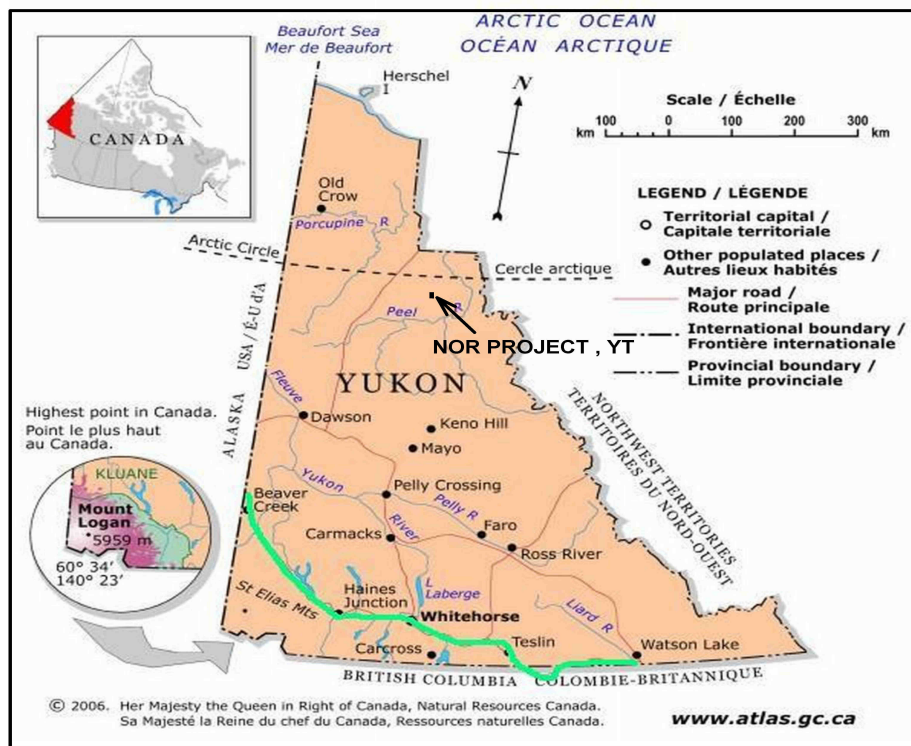 ARCTIC OCEAN
OCÉAN ARCTIQUE
Beaufort Sea
Mer de Beaufort
Herschel
I
CANADA
N
Scale / Échelle
km 100 0 100 200 300 km
Old
Crow
Porcupine R
Arctic Circle
Cercle arctique
LEGEND / LÉGENDE
Territorial capital /
Capitale territoriale
Other populated places /
Autres lieux habités
Major road /
Route principale
International boundary /
Frontière internationale
Provincial boundary /
Limite provinciale
ALASKA USA / É-U d'A
Peel R
NOR PROJECT , YT
YUKON
Fleuve
Dawson
Keno Hill
Mayo
NORTHWEST TERRITORIES
TERRITOIRES DU NORD-OUEST
Highest point in Canada.
Point le plus haut
au Canada.
KLUANE
Mount
Logan
5959 m
60° 34′
140° 23′
Beaver
Creek
Yukon
River
Pelly Crossing
Pelly R
Carmacks
Faro
Ross River
St Elias Mts
Haines
Junction
L
Laberge
Whitehorse
Liard R
Carcross
Teslin
Watson Lake
BRITISH COLUMBIA COLOMBIE-BRITANNIQUE
© 2006. Her Majesty the Queen in Right of Canada, Natural Resources Canada.
Sa Majesté la Reine du chef du Canada, Ressources naturelles Canada.
www.atlas.gc.ca